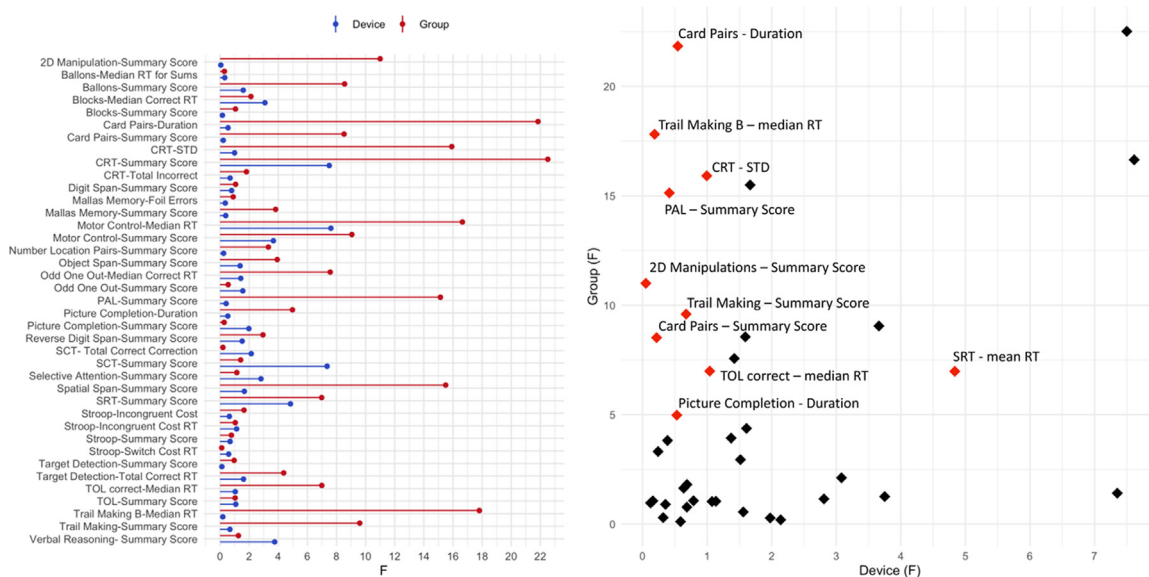 Device
Group
2D Manipulation-Summary Score
Ballons-Median RT for Sums
Ballons-Summary Score
Blocks-Median Correct RT
Blocks-Summary Score
Card Pairs-Duration
Card Pairs-Summary Score
CRT-STD
CRT-Summary Score
CRT-Total Incorrect
Digit Span-Summary Score
Mallas Memory-Foil Errors
Mallas Memory-Summary Score
Motor Control-Median RT
Motor Control-Summary Score
Number Location Pairs-Summary Score
Object Span-Summary Score
Odd One Out-Median Correct RT
Odd One Out-Summary Score
PAL-Summary Score
Picture Completion-Duration
Picture Completion-Summary Score
Reverse Digit Span-Summary Score
SCT- Total Correct Correction
SCT-Summary Score
Selective Attention-Summary Score
Spatial Span-Summary Score
SRT-Summary Score
Stroop-Incongruent Cost
Stroop-Incongruent Cost RT
Stroop-Summary Score
Stroop-Switch Cost RT
Target Detection-Summary Score
Target Detection-Total Correct RT
TOL correct-Median RT
TOL-Summary Score
Trail Making B-Median RT
Trail Making-Summary Score
Verbal Reasoning- Summary Score
0 2 4 6 8 10 12 14 16 18 20 22
F
Group (F)
20
15
10
5
0
Card Pairs - Duration
Trail Making B – median RT
CRT - STD
PAL – Summary Score
2D Manipulations – Summary Score
Trail Making – Summary Score
Card Pairs – Summary Score
SRT - mean RT
TOL correct – median RT
Picture Completion - Duration
0 1 2 3 4 5 6 7
Device (F)